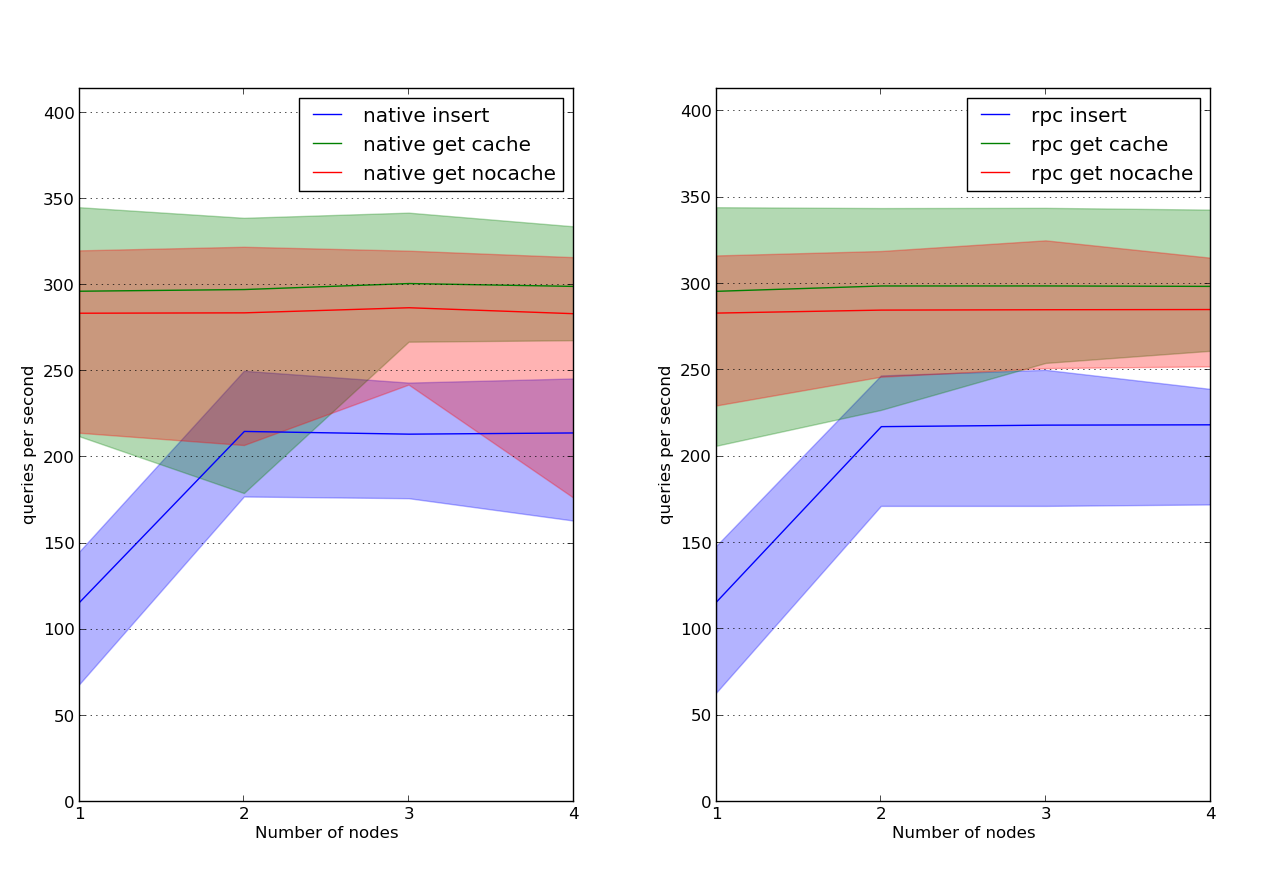 400
350
300
250
200
150
100
50
0
queries per second
1 2 3 4
Number of nodes
native insert
native get cache
native get nocache
400
350
300
250
200
150
100
50
0
queries per second
1 2 3 4
Number of nodes
rpc insert
rpc get cache
rpc get nocache